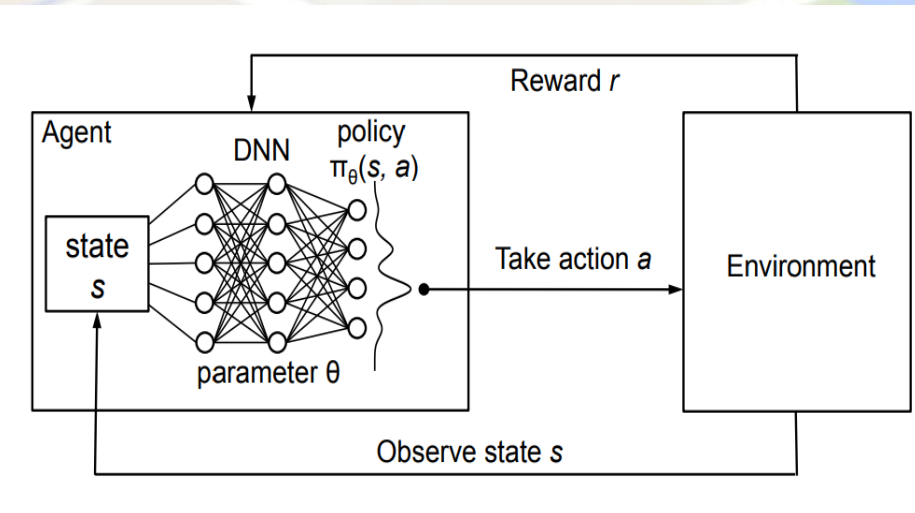 Reward r
Agent
DNN
policy
πθ(s, a)
state
s
Take action a
Environment
parameter θ
Observe state s